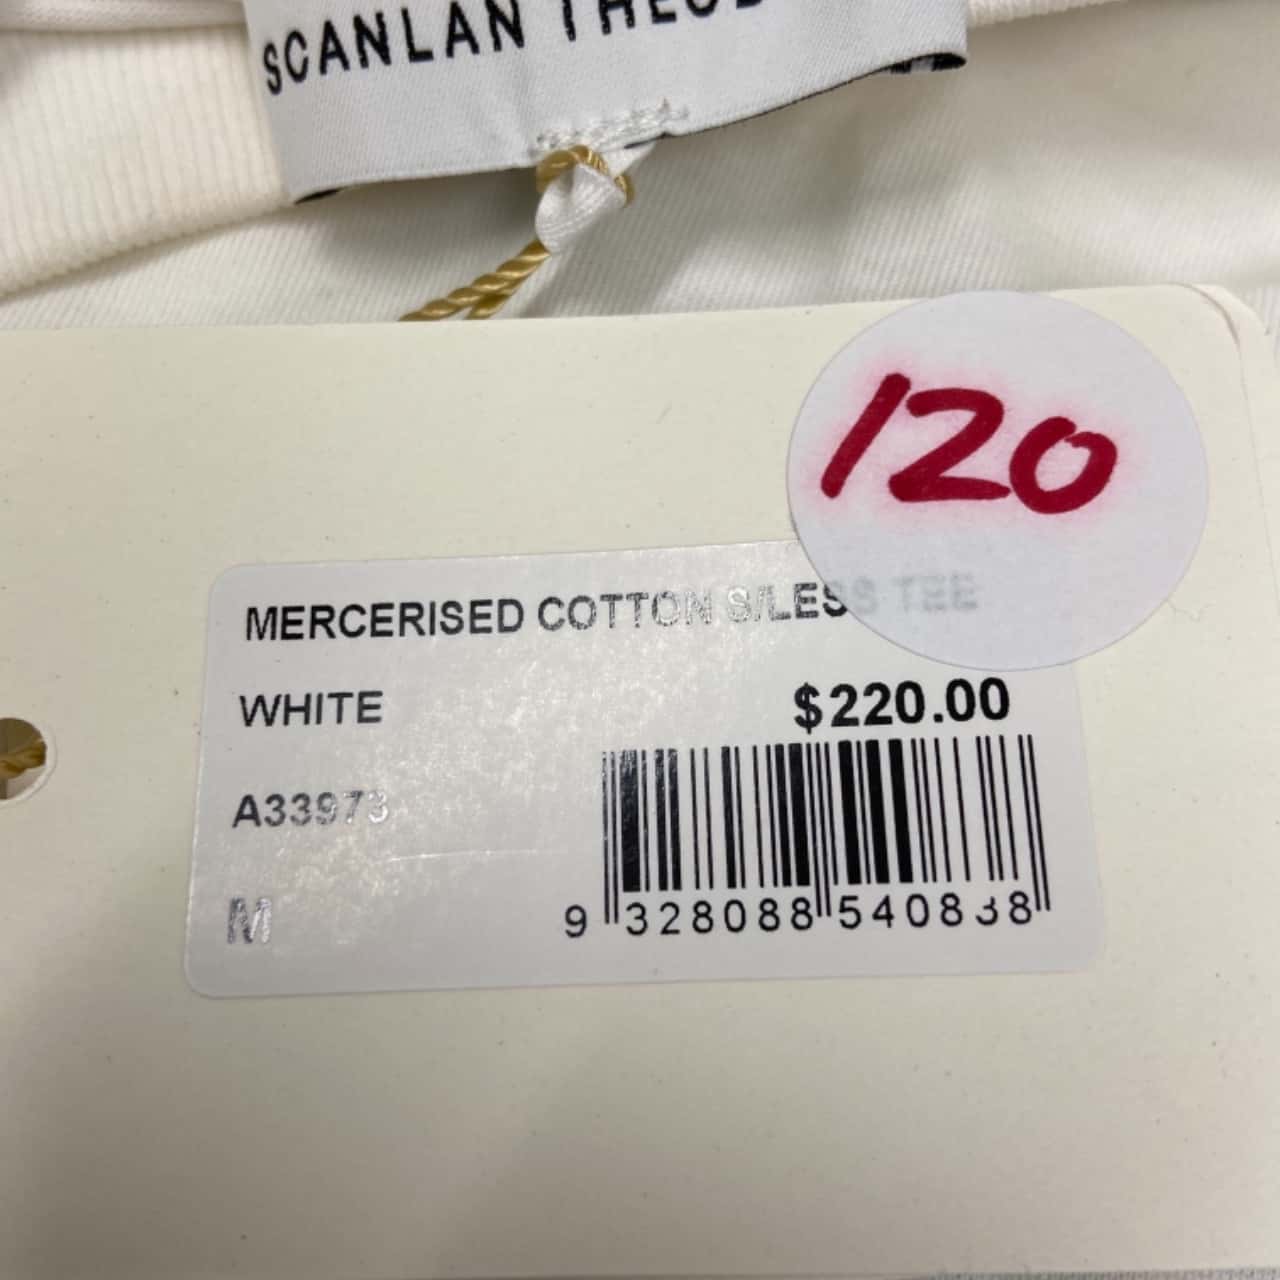 SCANLAN
120
MERCERISED COTTON S/LESS TEE
WHITE
$220.00
A33973
M
9 328088 540838